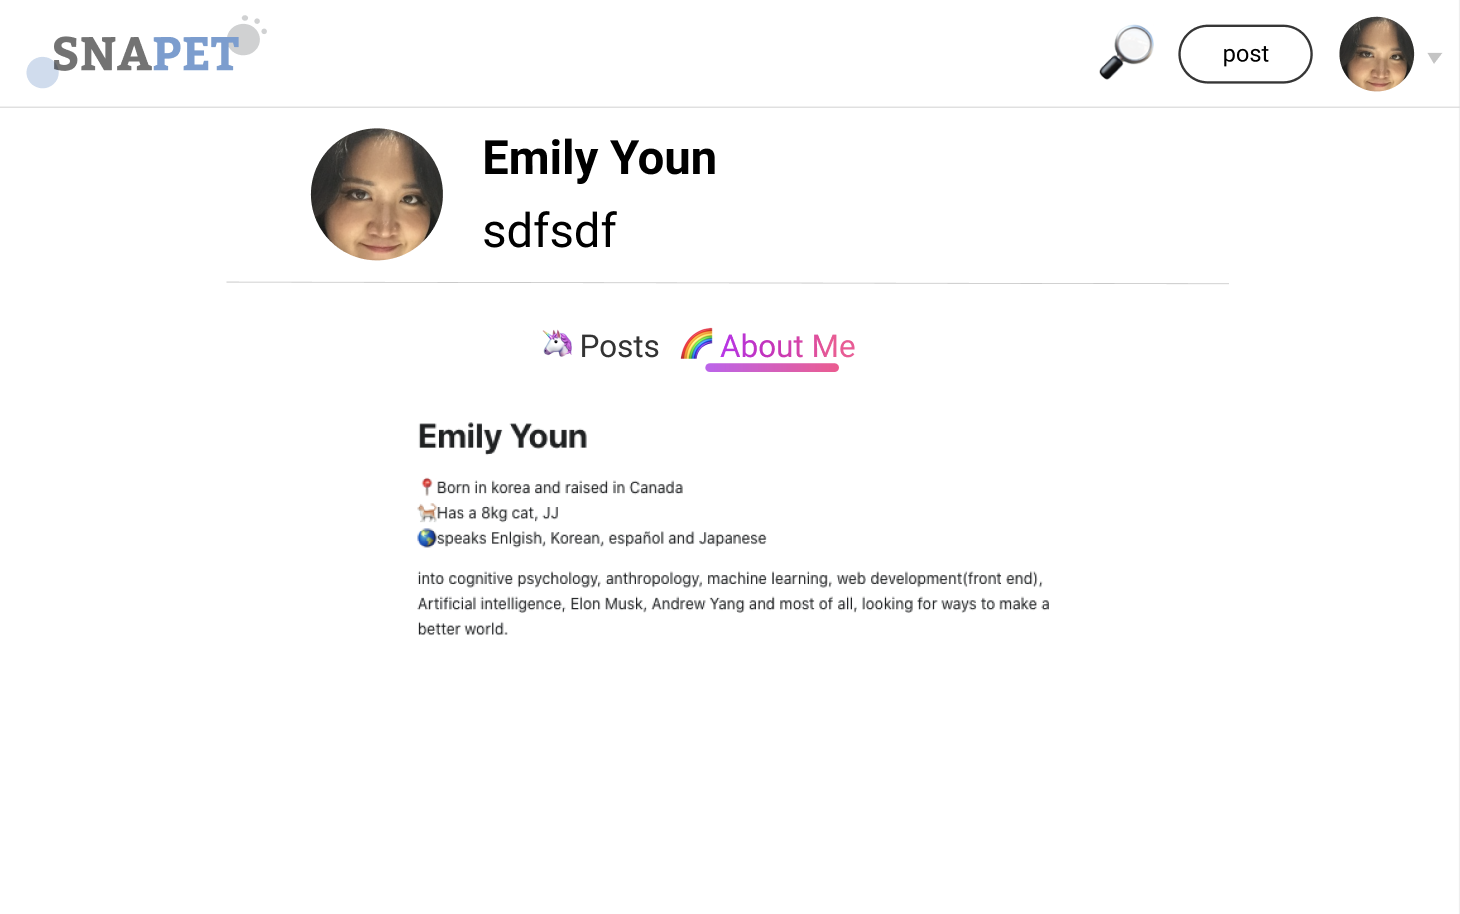 SNAPET
post
Emily Youn
sdfsdf
Posts
About Me
Emily Youn
Born in korea and raised in Canada
Has a 8kg cat, JJ
speaks Enlgish, Korean, español and Japanese
into cognitive psychology, anthropology, machine learning, web development(front end),
Artificial intelligence, Elon Musk, Andrew Yang and most of all, looking for ways to make a
better world.